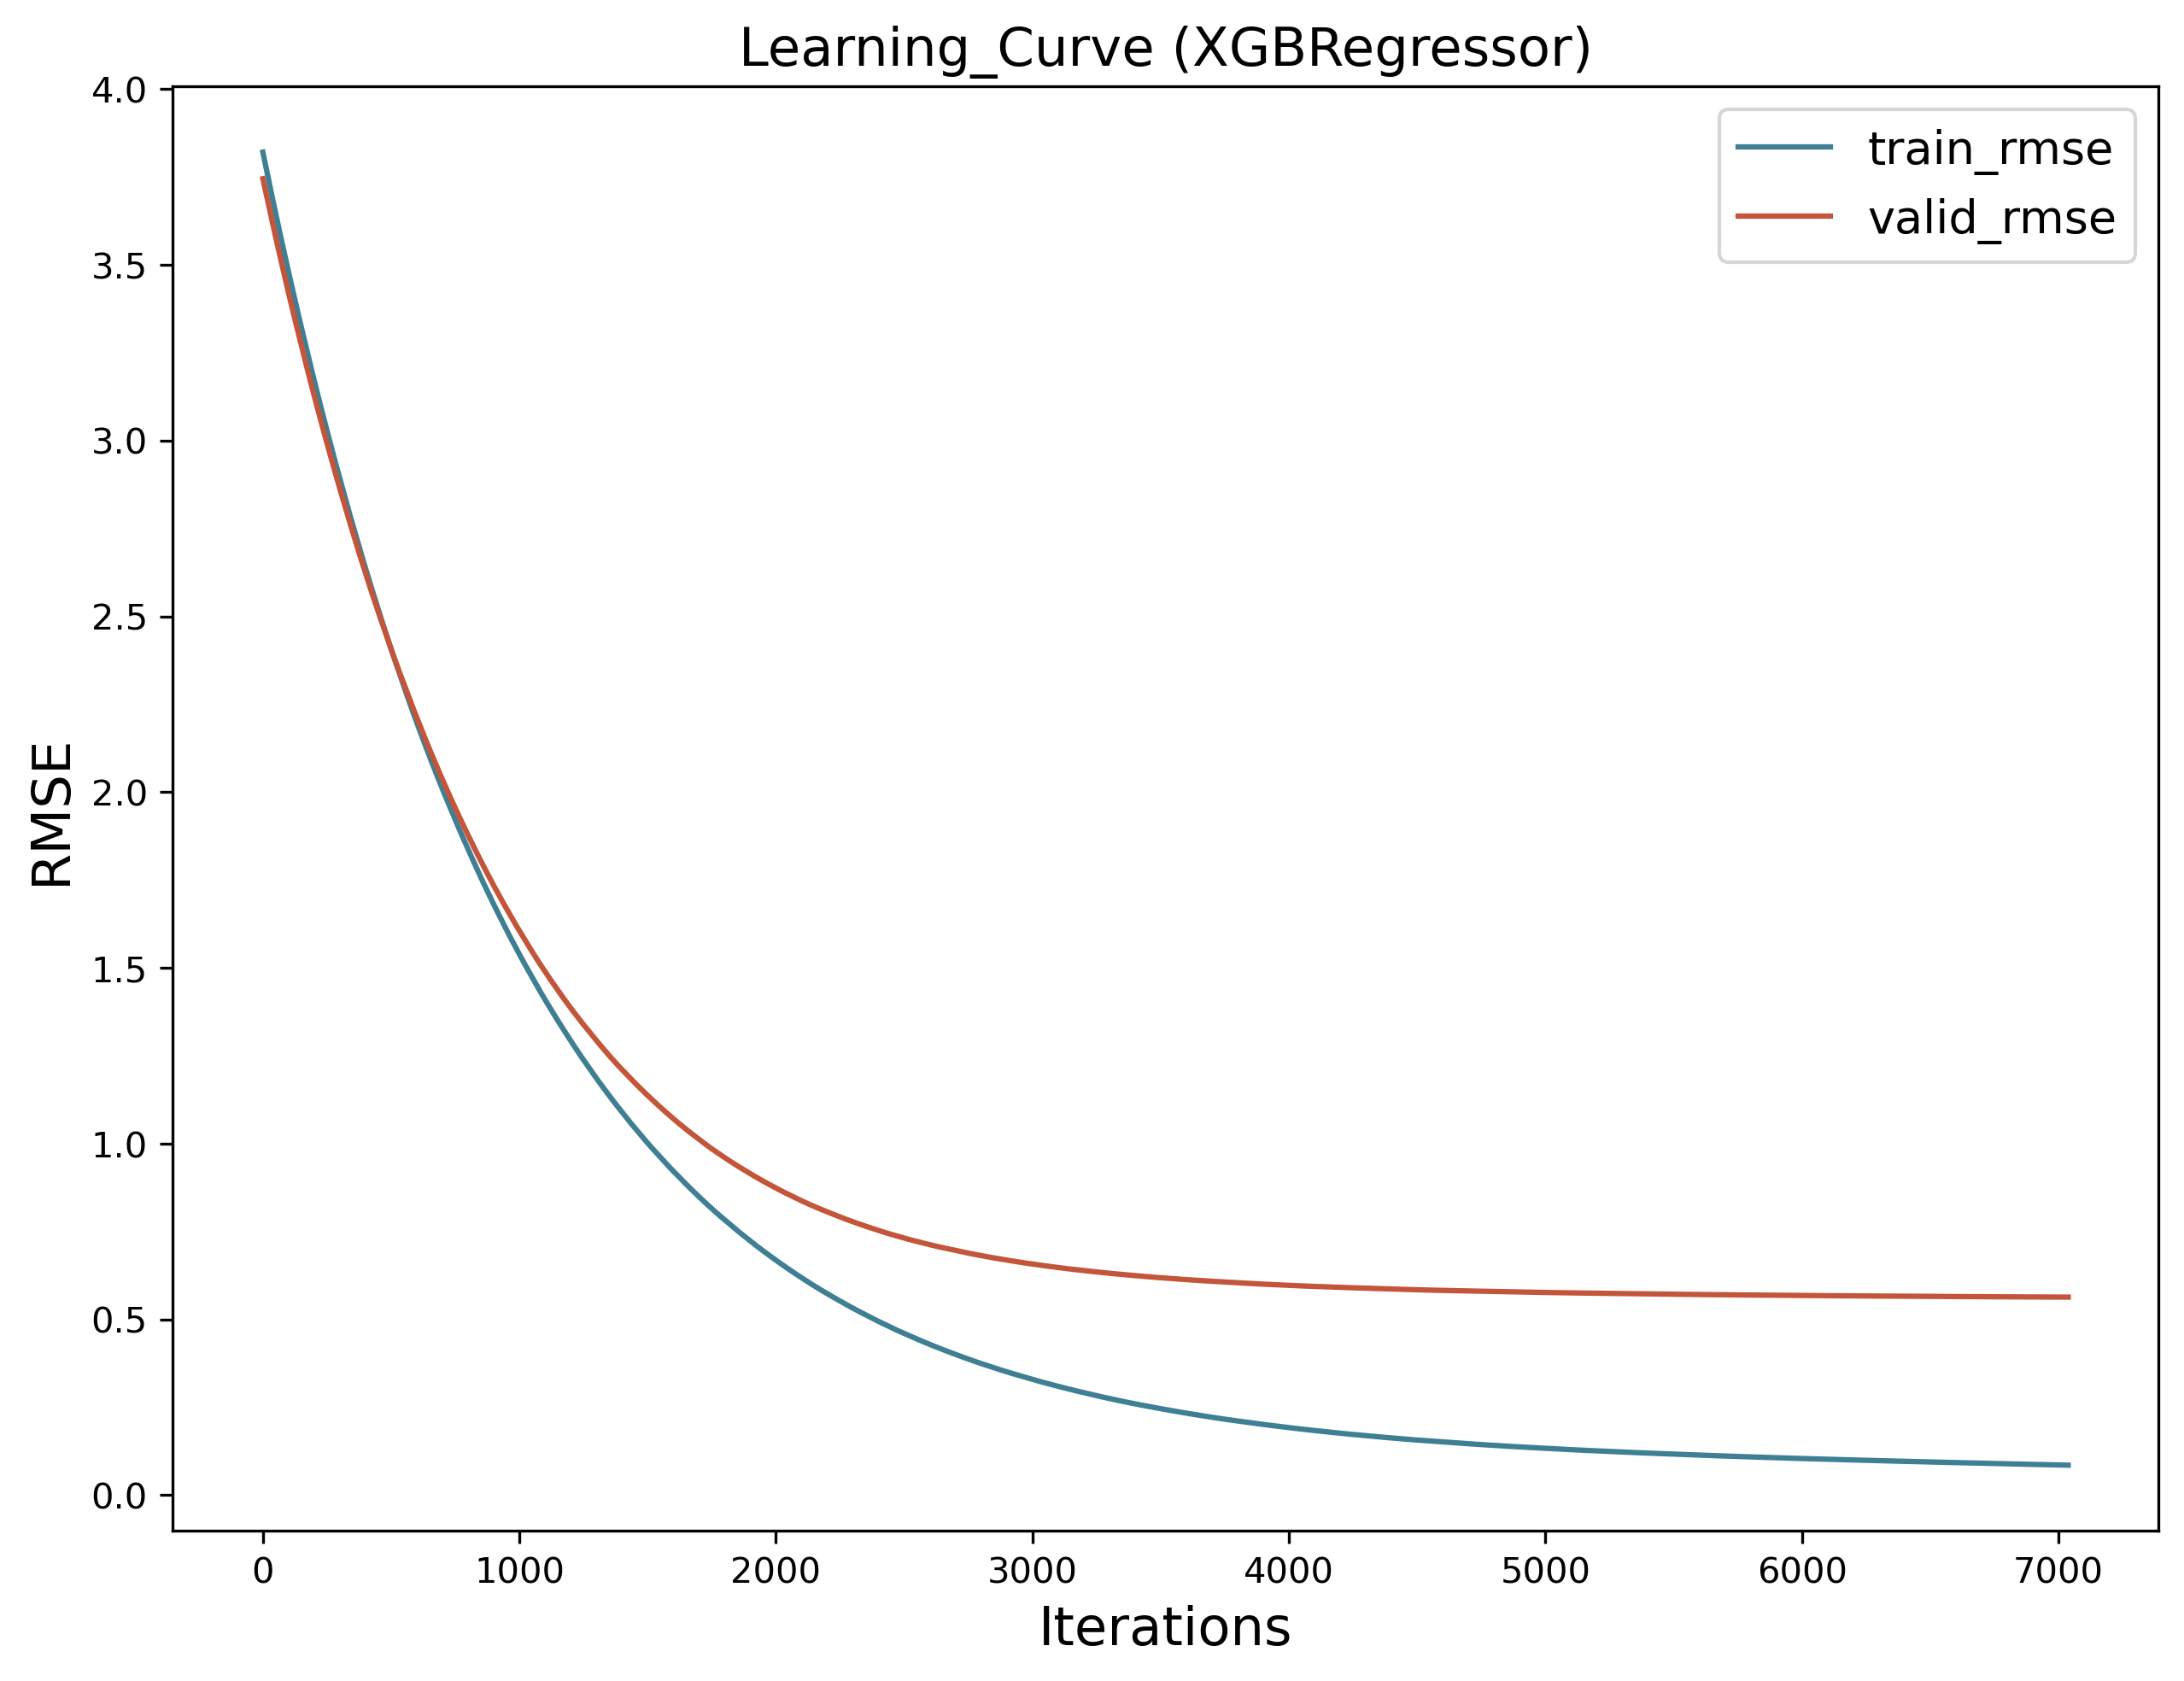 Learning_Curve (XGBRegressor)
train_rmse
valid_rmse
RMSE
4.0
3.5
3.0
2.5
2.0
1.5
1.0
0.5
0.0
0 1000 2000 3000 4000 5000 6000 7000
Iterations